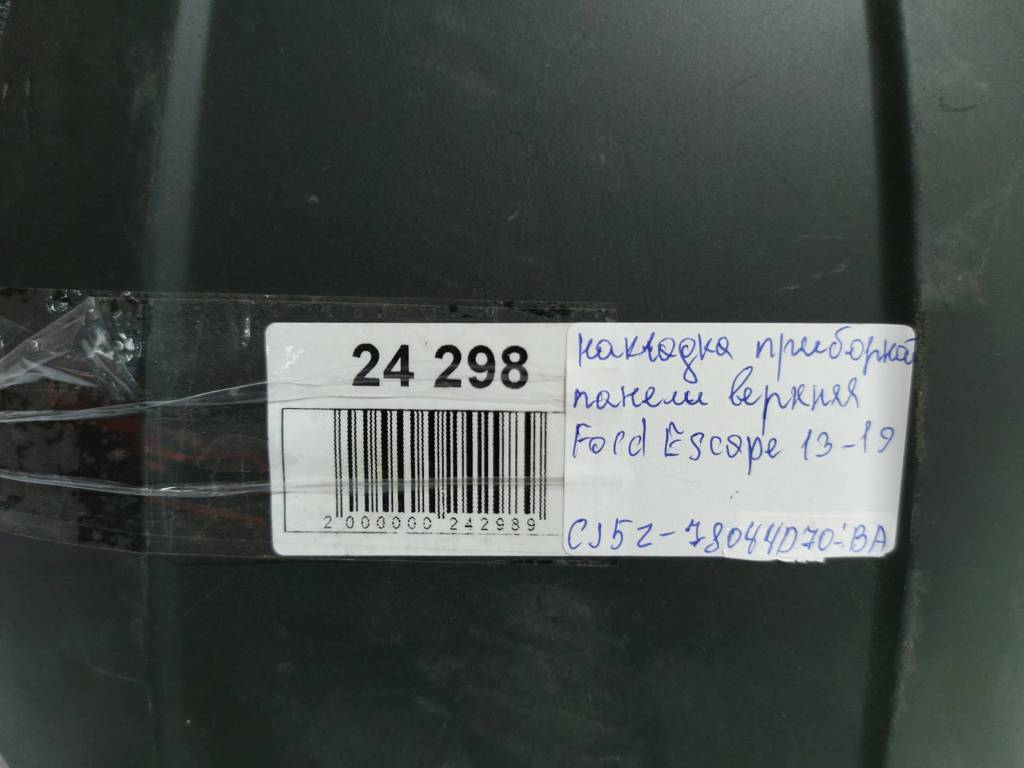 24 298
2 000000 242989
накладка приборной
панели верхняя
Ford Escape 13-19
CJ5Z-78044D70-BA